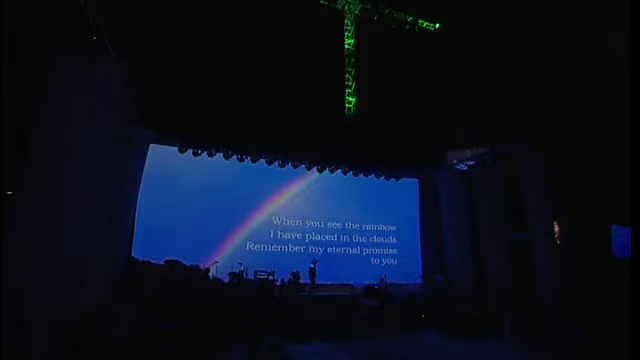 When you see the rainbow
I have placed in the clouds
Remember my eternal promise
to you